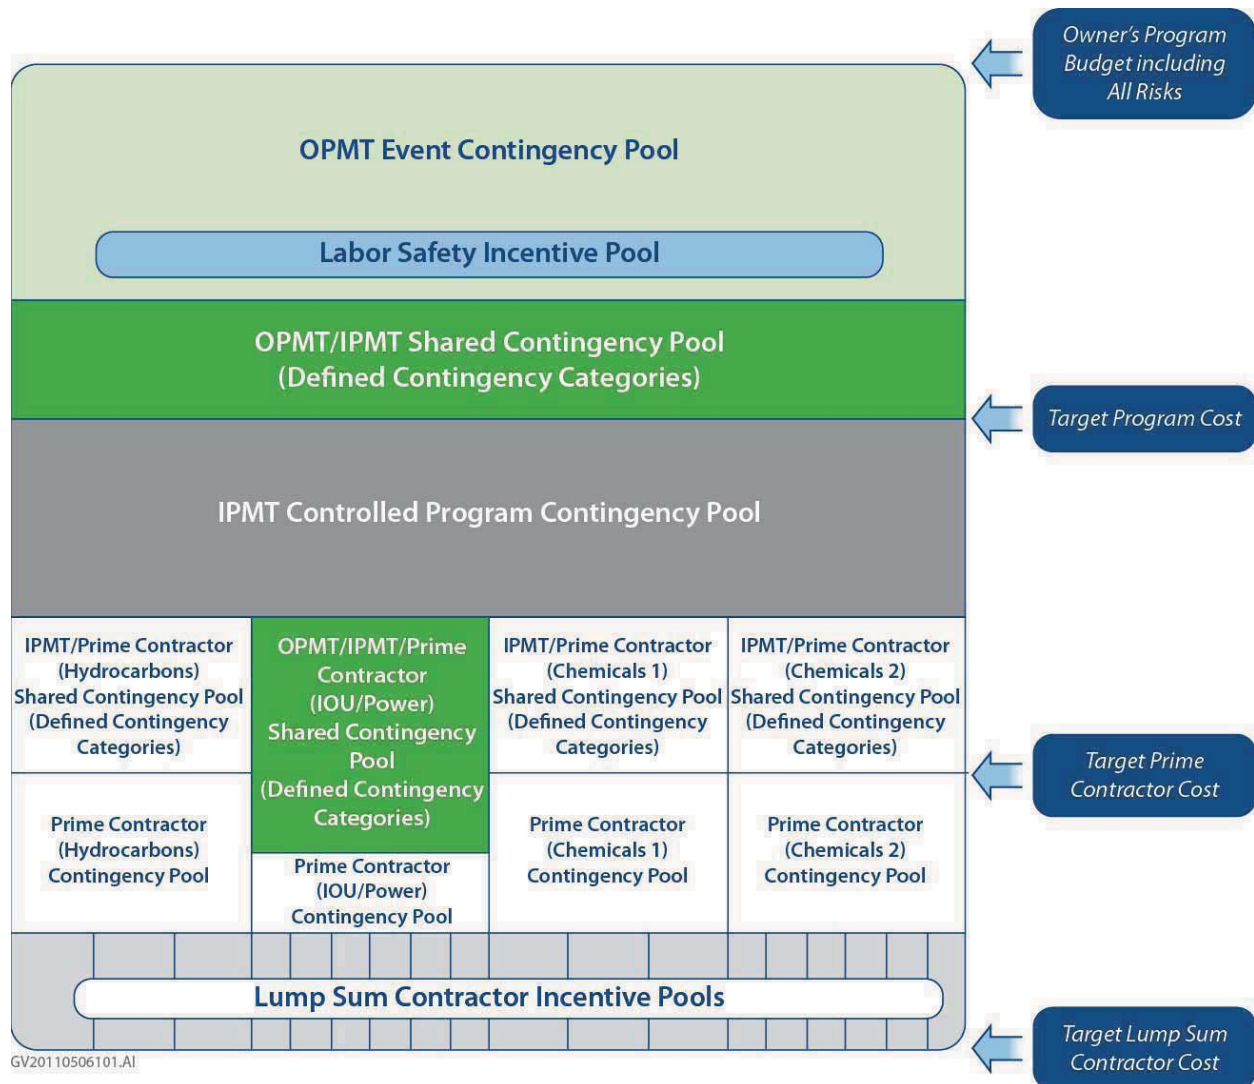 Owner's Program
Budget including
All Risks
OPMT Event Contingency Pool
Labor Safety Incentive Pool
OPMT/IPMT Shared Contingency Pool
(Defined Contingency Categories)
Target Program Cost
IPMT Controlled Program Contingency Pool
IPMT/Prime Contractor
(Hydrocarbons)
Shared Contingency Pool
(Defined Contingency
Categories)
OPMT/IPMT/Prime
Contractor
(IOU/Power)
Shared Contingency
Pool
(Defined Contingency
Categories)
IPMT/Prime Contractor
(Chemicals 1)
Shared Contingency Pool
(Defined Contingency
Categories)
IPMT/Prime Contractor
(Chemicals 2)
Shared Contingency Pool
(Defined Contingency
Categories)
Target Prime
Contractor Cost
Prime Contractor
(Hydrocarbons)
Contingency Pool
Prime Contractor
(IOU/Power)
Contingency Pool
Prime Contractor
(Chemicals 1)
Contingency Pool
Prime Contractor
(Chemicals 2)
Contingency Pool
Lump Sum Contractor Incentive Pools
Target Lump Sum
Contractor Cost
GV20110506101.AI